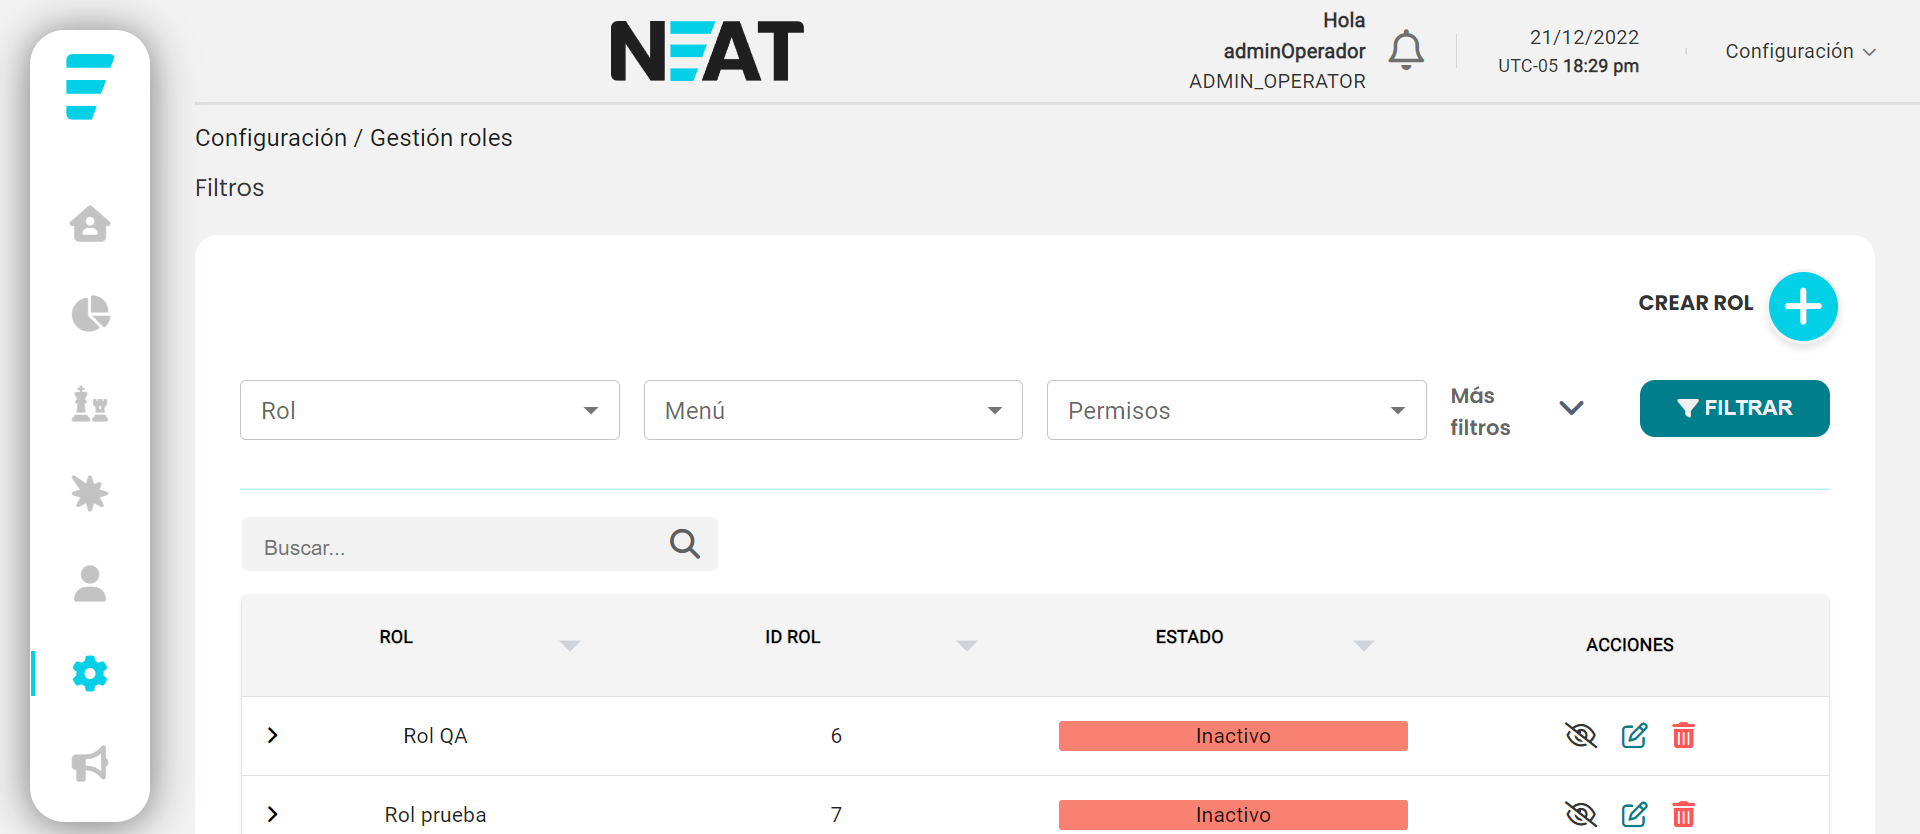 NEAT
Hola
adminOperador
ADMIN_OPERATOR
21/12/2022
UTC-05 18:29 pm
Configuración
Configuración / Gestión roles
Filtros
CREAR ROL
Rol
Menú
Permisos
Más
filtros
FILTRAR
Buscar...
ROL
ID ROL
ESTADO
ACCIONES
Rol QA
6
Inactivo
Rol prueba
7
Inactivo